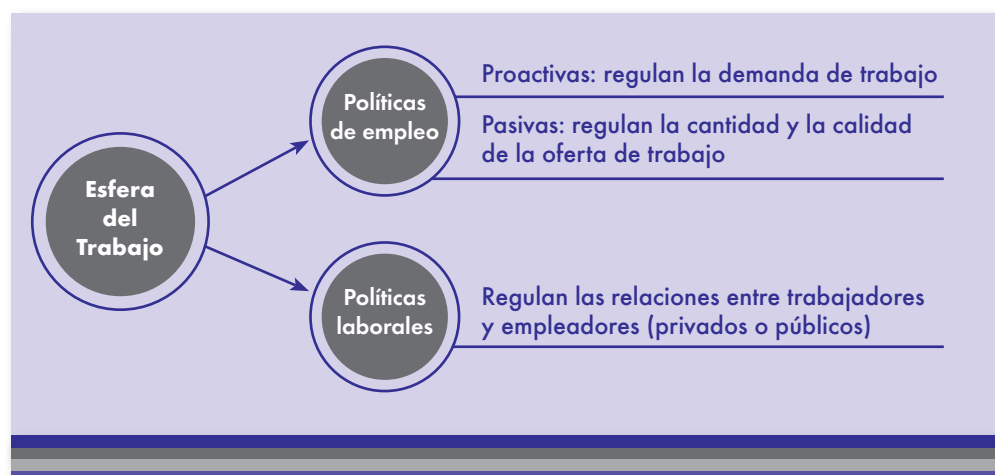 Esfera
del
Trabajo
Políticas
de empleo
Proactivas: regulan la demanda de trabajo
Pasivas: regulan la cantidad y la calidad
de la oferta de trabajo
Políticas
laborales
Regulan las relaciones entre trabajadores
y empleadores (privados o públicos)